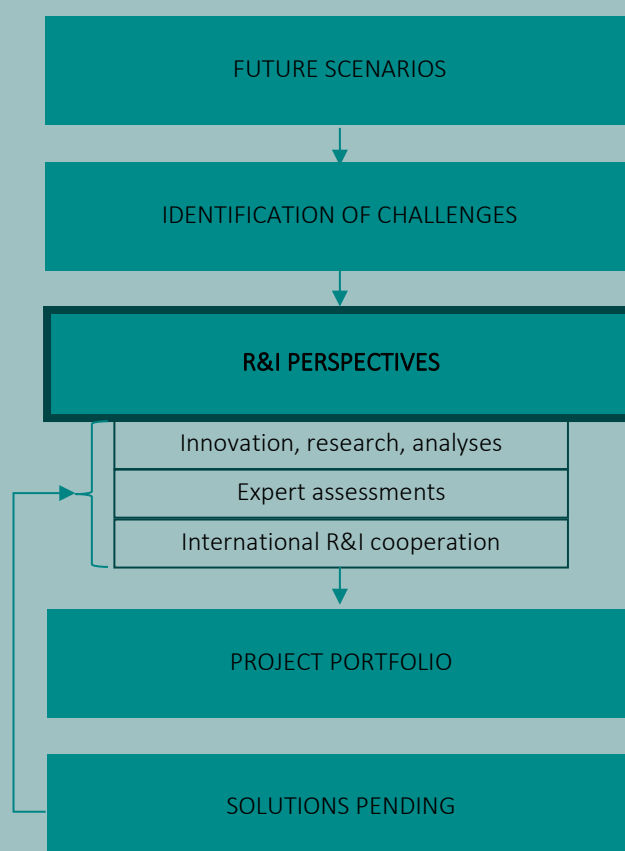 FUTURE SCENARIOS
IDENTIFICATION OF CHALLENGES
R&I PERSPECTIVES
Innovation, research, analyses
Expert assessments
International R&I cooperation
PROJECT PORTFOLIO
SOLUTIONS PENDING